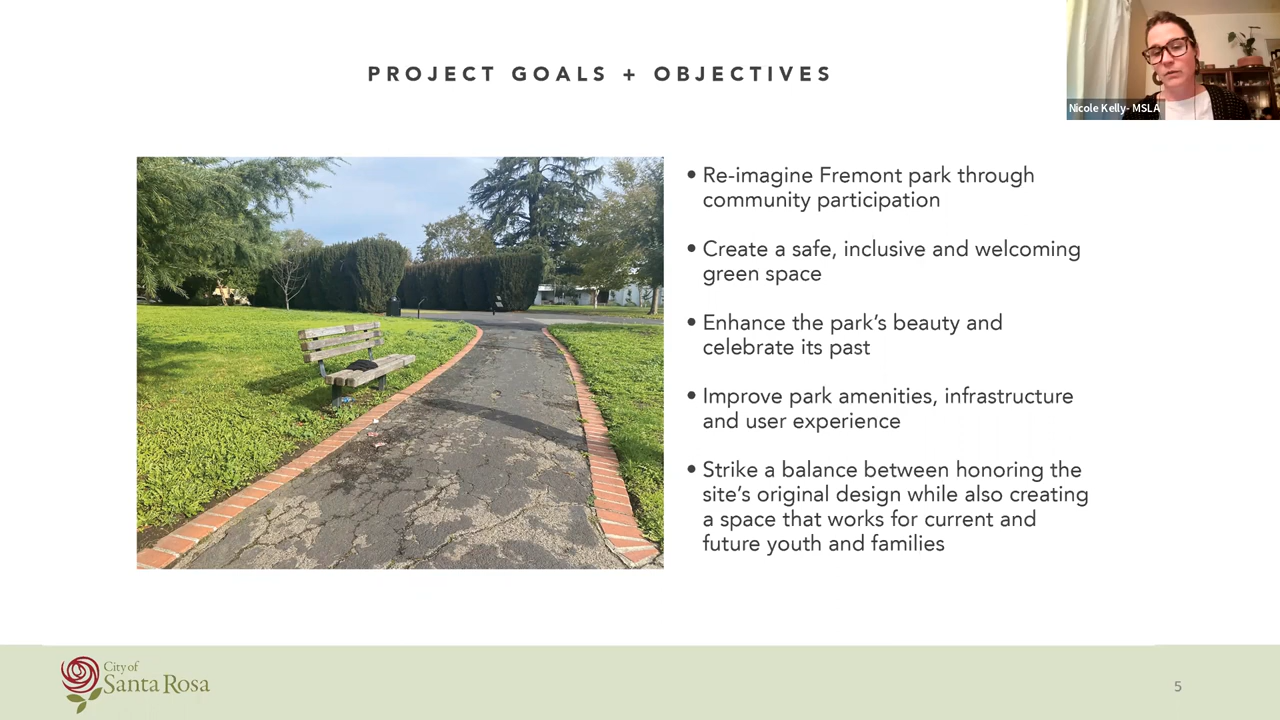 PROJECT GOALS + OBJECTIVES
Nicole Kelly- MSLA
• Re-imagine Fremont park through
community participation
• Create a safe, inclusive and welcoming
green space
• Enhance the park’s beauty and
celebrate its past
• Improve park amenities, infrastructure
and user experience
• Strike a balance between honoring the
site’s original design while also creating
a space that works for current and
future youth and families
City of
Santa Rosa
5